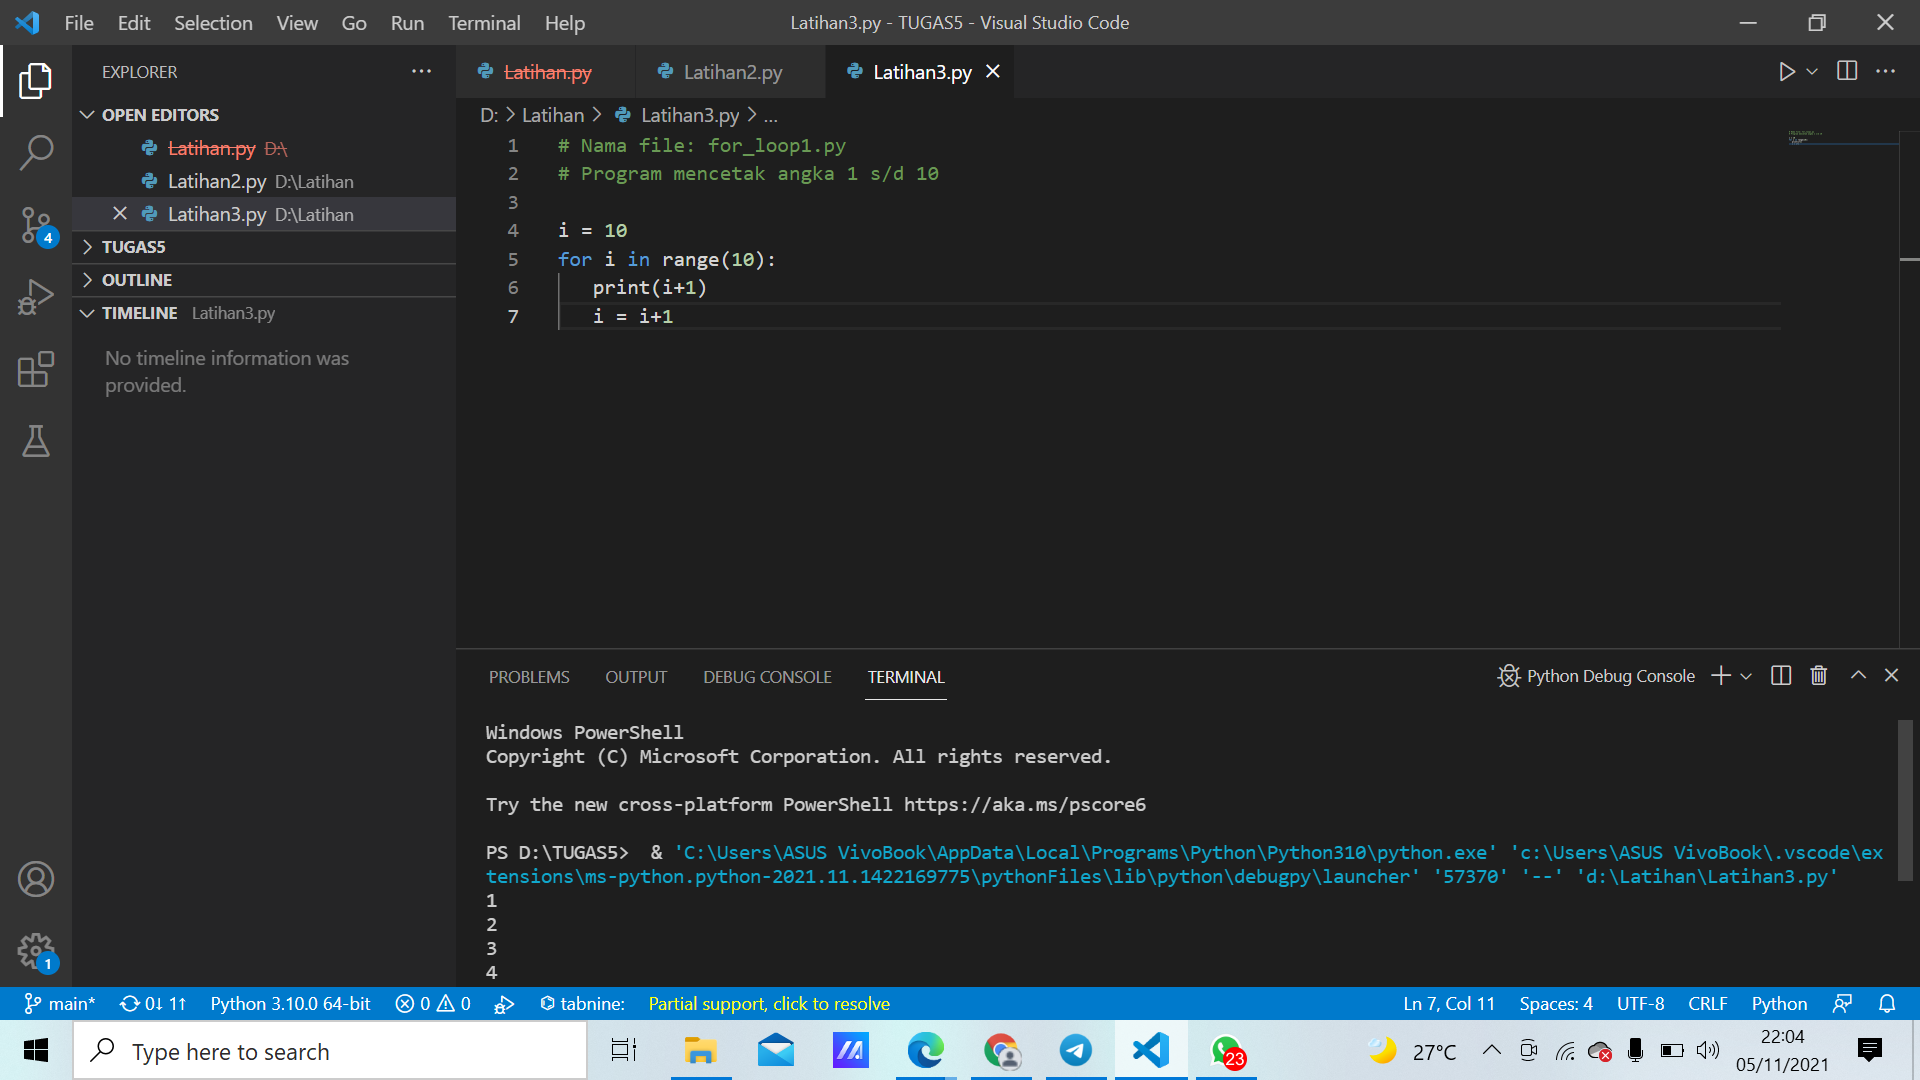 File Edit Selection View Go Run Terminal Help
Latihan3.py - TUGAS5 - Visual Studio Code
EXPLORER
OPEN EDITORS
Latihan.py D:\
Latihan2.py D:\Latihan
Latihan3.py D:\Latihan
TUGAS5
OUTLINE
TIMELINE Latihan3.py
No timeline information was
provided.
4
1
Latihan.py
Latihan2.py
Latihan3.py
D: > Latihan > Latihan3.py > ...
1 # Nama file: for_loop1.py
2 # Program mencetak angka 1 s/d 10
3
4 i = 10
5 for i in range(10):
6 print(i+1)
7 i = i+1
PROBLEMS OUTPUT DEBUG CONSOLE TERMINAL
Python Debug Console
Windows PowerShell
Copyright (C) Microsoft Corporation. All rights reserved.
Try the new cross-platform PowerShell https://aka.ms/pscore6
PS D:\TUGAS5>  & 'C:\Users\ASUS VivoBook\AppData\Local\Programs\Python\Python310\python.exe' 'c:\Users\ASUS VivoBook\.vscode\ex
tensions\ms-python.python-2021.11.1422169775\pythonFiles\lib\python\debugpy\launcher' '57370' '--' 'd:\Latihan\Latihan3.py'
1
2
3
4
main* 0↓ 1↑ Python 3.10.0 64-bit 0 0 tabnine: Partial support, click to resolve
Ln 7, Col 11 Spaces: 4 UTF-8 CRLF Python
Type here to search
23
27°C
22:04
05/11/2021